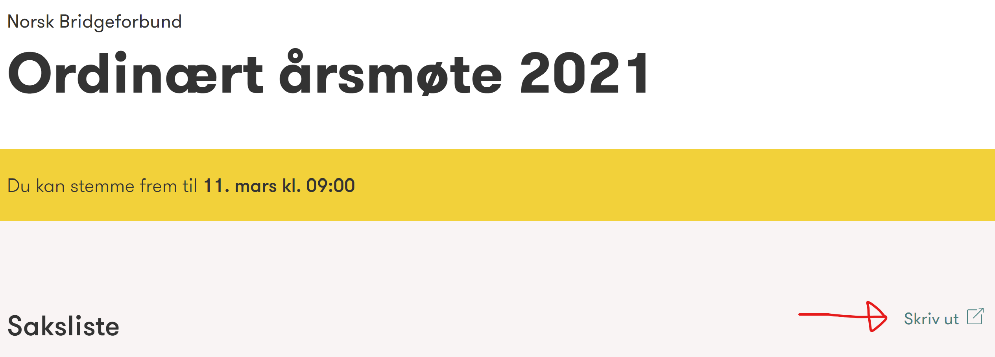 Norsk Bridgeforbund
Ordinært årsmøte 2021
Du kan stemme frem til 11. mars kl. 09:00
Saksliste
Skriv ut